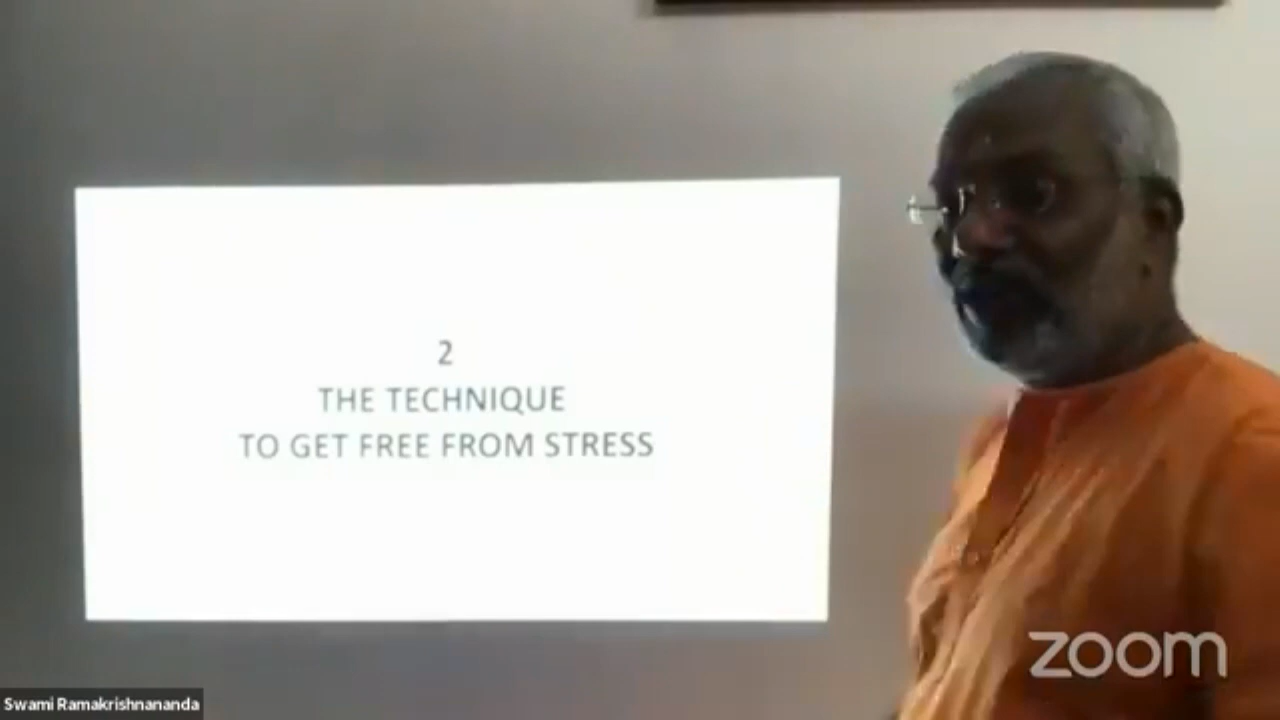 2
THE TECHNIQUE
TO GET FREE FROM STRESS
zoom
Swami Ramakrishnananda